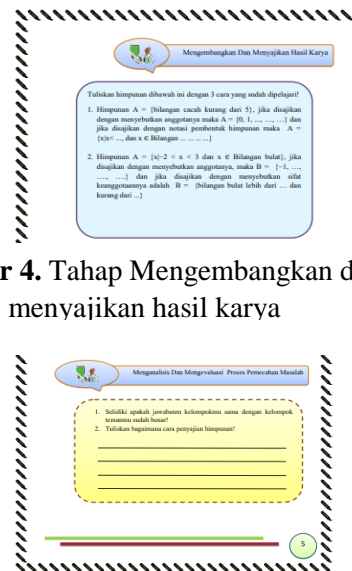 Mengembangkan Dan Menyajikan Hasil Karya
Tuliskan himpunan dibawah ini dengan 3 cara yang sudah dipelajari!
1. Himpunan A = {bilangan cacah kurang dari 5}, jika disajikan
dengan menyebutkan anggotanya maka A = {0, 1, ..., ...., ...} dan
jika disajikan dengan notasi pembentuk himpunan maka A =
{x|x< ..., dan x ∈ Bilangan ... ... ... ...}
2. Himpunan A = {x|-2 < x < 3 dan x ∈ Bilangan bulat}, jika
disajikan dengan menyebutkan anggotanya, maka B = {-1, ...,
...., ....} dan jika disajikan dengan menyebutkan sifat
keanggotaannya adalah B = {bilangan bulat lebih dari ... dan
kurang dari ...}
r 4. Tahap Mengembangkan d
menyajikan hasil karya
Menganalisis Dan Mengevaluasi Proses Pemecahan Masalah
1. Selidiki apakah jawabanm kelompokmu sama dengan kelompok
temanmu sudah benar!
2. Tuliskan bagaimana cara penyajian himpunan!
5